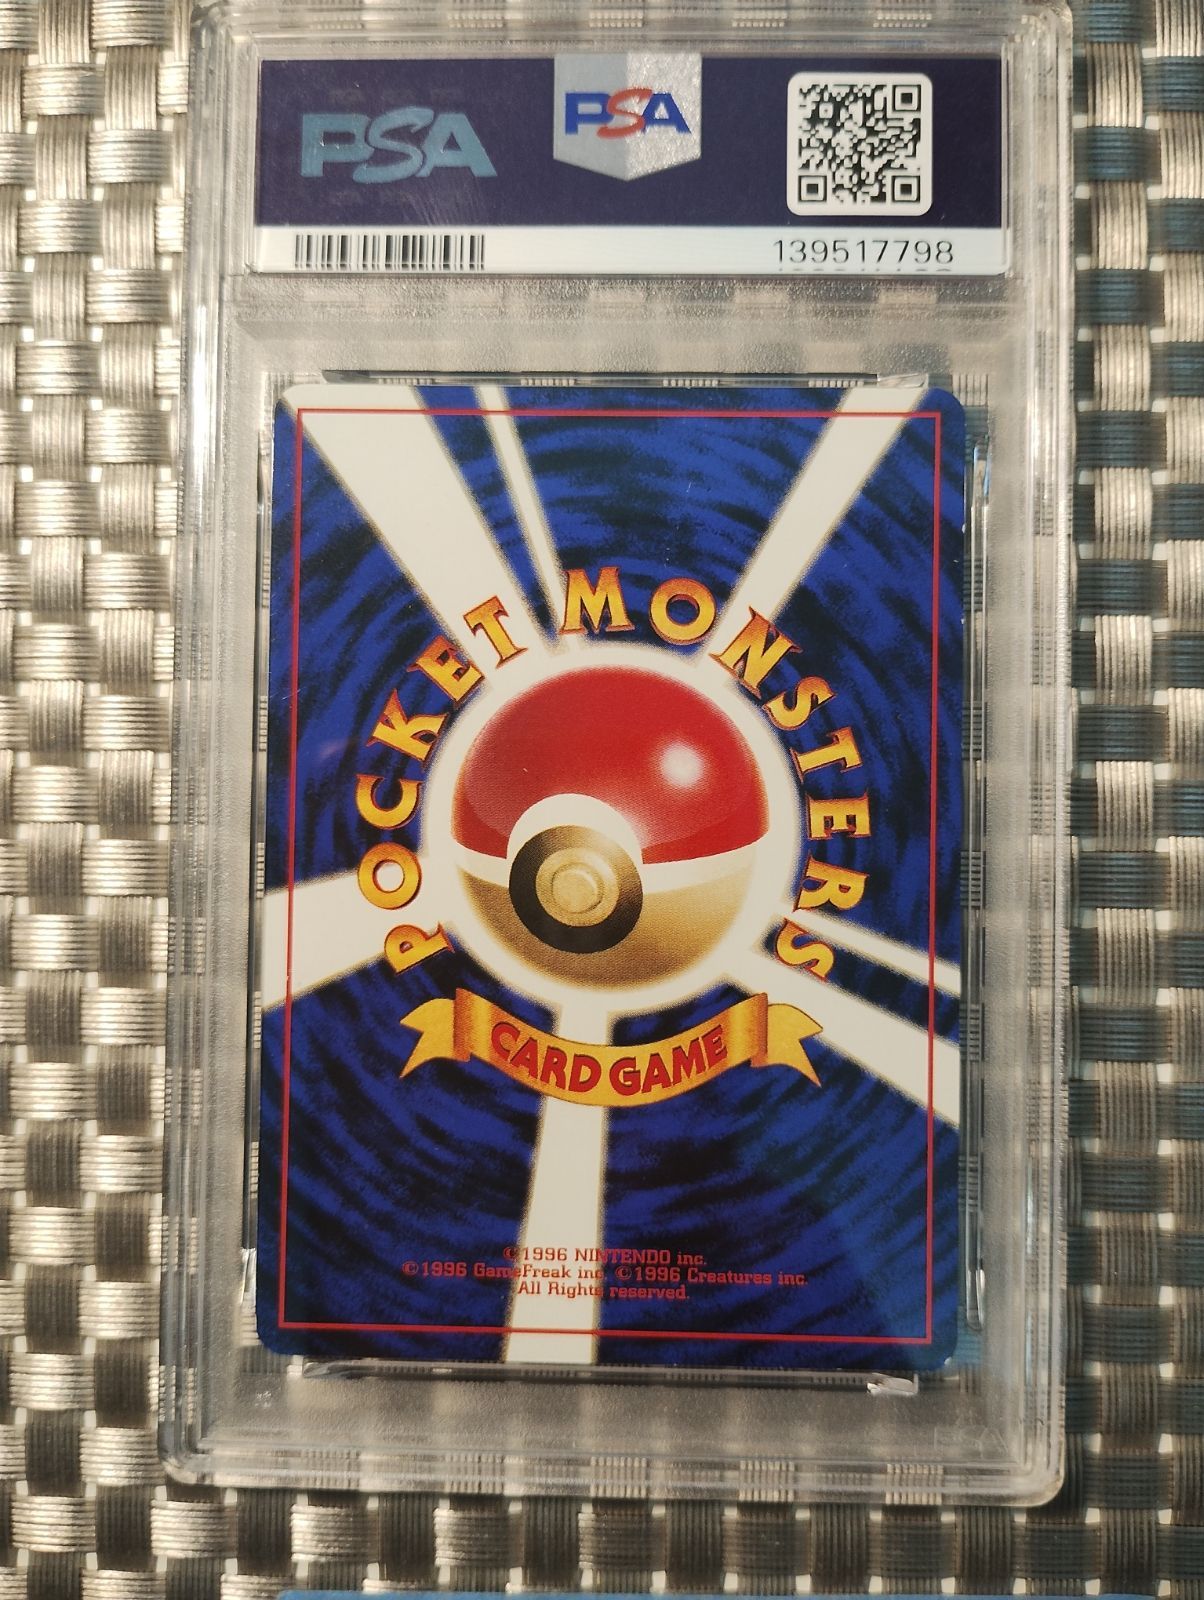 PSA
PSA
139517798
POCKET MONSTERS
CARD GAME
©1996 NINTENDO inc.
©1996 GameFreak inc. ©1996 Creatures inc.
All Rights reserved.
PSA